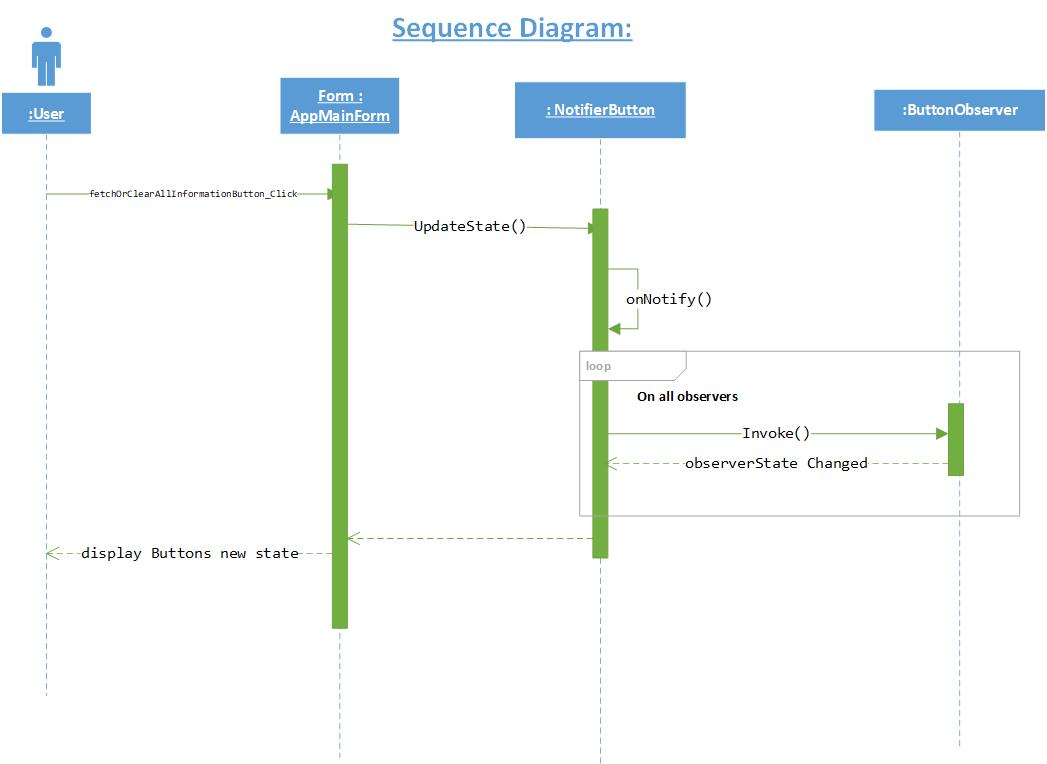 Sequence Diagram:
:User
Form :
AppMainForm
: NotifierButton
:ButtonObserver
fetchOrClearAllInformationButton_Click
UpdateState()
onNotify()
loop
On all observers
Invoke()
observerState Changed
display Buttons new state